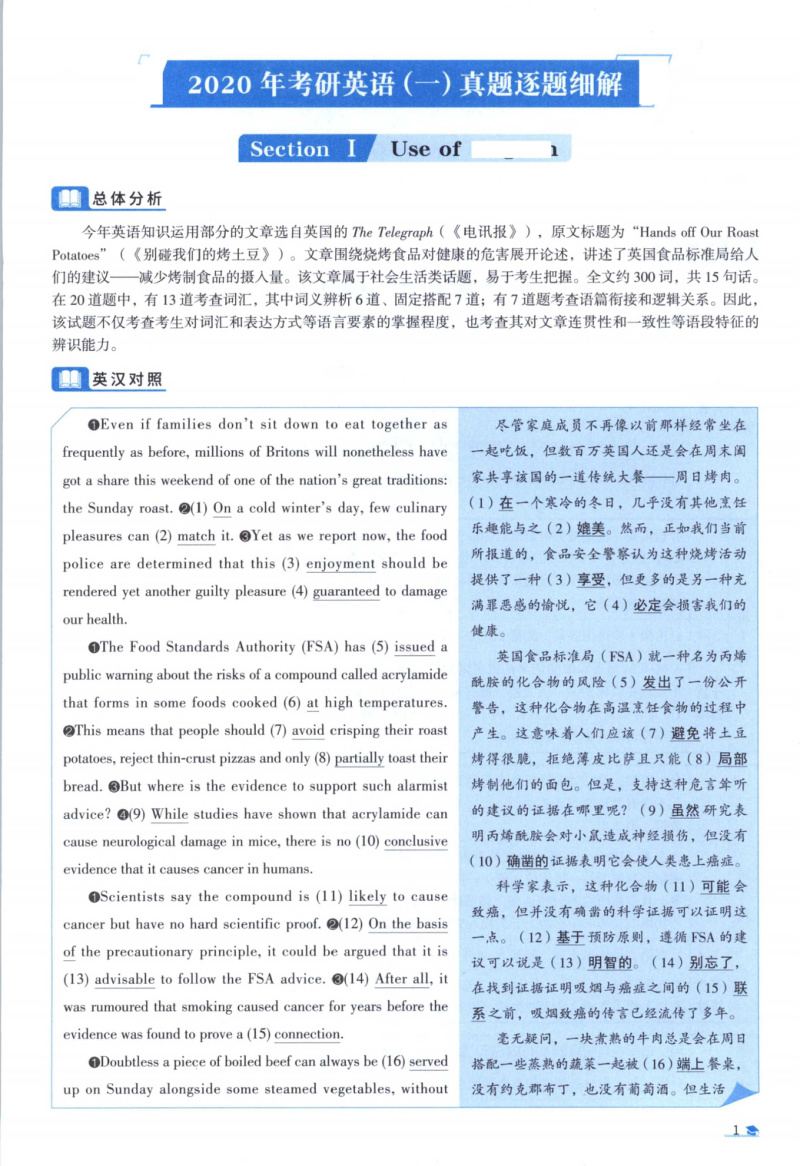 2020 年考研英语(一)真题逐题细解
Section Ⅰ Use of
总体分析
今年英语知识运用部分的文章选自英国的 The Telegraph(《电讯报》),原文标题为“Hands off Our Roast
Potatoes”(《别碰我们的烤土豆》)。文章围绕烧烤食品对健康的危害展开论述,讲述了英国食品标准局给人
们的建议——减少烤制食品的摄入量。该文章属于社会生活类话题,易于考生把握。全文约 300 词,共 15 句话。
在 20 道题中,有 13 道考查词汇,其中词义辨析 6 道、固定搭配 7 道;有 7 道题考查语篇衔接和逻辑关系。因此,
该试题不仅考查考生对词汇和表达方式等语言要素的掌握程度,也考查其对文章连贯性和一致性等语段特征的
辨识能力。
英汉对照
❶Even if families don't sit down to eat together as
frequently as before, millions of Britons will nonetheless have
got a share this weekend of one of the nation's great traditions:
the Sunday roast. ❷(1) On a cold winter's day, few culinary
pleasures can (2) match it. ❸Yet as we report now, the food
police are determined that this (3) enjoyment should be
rendered yet another guilty pleasure (4) guaranteed to damage
our health.
❶The Food Standards Authority (FSA) has (5) issued a
public warning about the risks of a compound called acrylamide
that forms in some foods cooked (6) at high temperatures.
❷This means that people should (7) avoid crisping their roast
potatoes, reject thin-crust pizzas and only (8) partially toast their
bread. ❸But where is the evidence to support such alarmist
advice? ❹(9) While studies have shown that acrylamide can
cause neurological damage in mice, there is no (10) conclusive
evidence that it causes cancer in humans.
❶Scientists say the compound is (11) likely to cause
cancer but have no hard scientific proof. ❷(12) On the basis
of the precautionary principle, it could be argued that it is
(13) advisable to follow the FSA advice. ❸(14) After all, it
was rumoured that smoking caused cancer for years before the
evidence was found to prove a (15) connection.
❶Doubtless a piece of boiled beef can always be (16) served
up on Sunday alongside some steamed vegetables, without
尽管家庭成员不再像以前那样经常坐在
一起吃饭,但数百万英国人还是会在周末阖
家共享该国的一道传统大餐——周日烤肉。
(1)在一个寒冷的冬日,几乎没有其他烹饪
乐趣能与之(2)媲美。然而,正如我们当前
所报道的,食品安全警察认为这种烧烤活动
提供了一种(3)享受,但更多的是另一种充
满罪恶感的愉悦,它(4)必定会损害我们的
健康。
英国食品标准局(FSA)就一种名为丙烯
酰胺的化合物的风险(5)发出了一份公开
警告,这种化合物在高温烹饪食物的过程中
产生。这意味着人们应该(7)避免将土豆
烤得很脆,拒绝薄皮比萨且只能(8)局部
烤制他们的面包。但是,支持这种危言耸听
的建议的证据在哪里呢?(9)虽然研究表
明丙烯酰胺会对小鼠造成神经损伤,但没有
(10)确凿的证据表明它会使人类患上癌症。
科学家表示,这种化合物(11)可能会
致癌,但并没有确凿的科学证据可以证明这
一点。(12)基于预防原则,遵循 FSA 的建
议可以说是(13)明智的。(14)别忘了,
在找到证据证明吸烟与癌症之间的(15)联
系之前,吸烟致癌的传言已经流传了多年。
毫无疑问,一块煮熟的牛肉总是会在周日
搭配一些蒸熟的蔬菜一起被(16)端上餐桌,
没有约克郡布丁,也没有葡萄酒。但生活
1